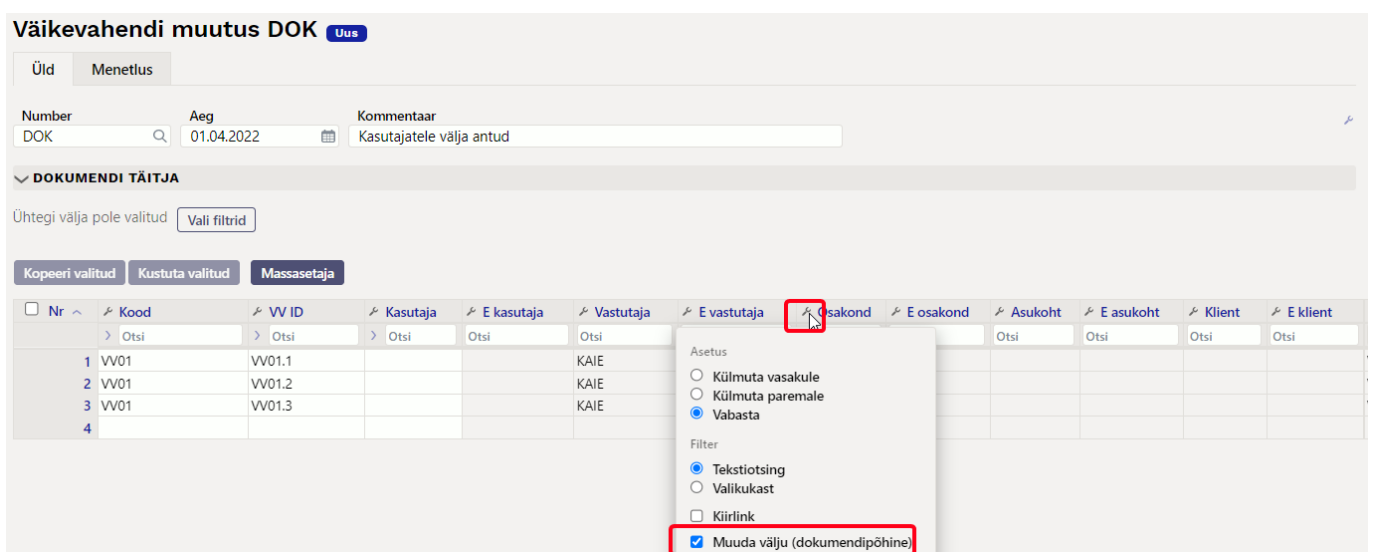 Väikevahendi muutus DOK Uus
Üld Menetlus
Number Aeg Kommentaar
DOK 01.04.2022 Kasutajatele välja antud
DOKUMENDI TÄITJA
Ühtegi välja pole valitud Vali filtrid
Kopeeri valitud Kustuta valitud Massasetaja
Nr Kood VV ID Kasutaja E kasutaja Vastutaja E vastutaja Osakond E osakond Asukoht E asukoht Klient E klient
> Otsi > Otsi > Otsi Otsi Otsi Otsi Otsi Otsi Otsi
1 VV01 VV01.1 KAIE
2 VV01 VV01.2 KAIE
3 VV01 VV01.3 KAIE
4
Asetus
Külmuta vasakule
Külmuta paremale
Vabasta
Filter
Tekstiotsing
Valikukast
Kiirlink
Muuda välju (dokumendipõhine)